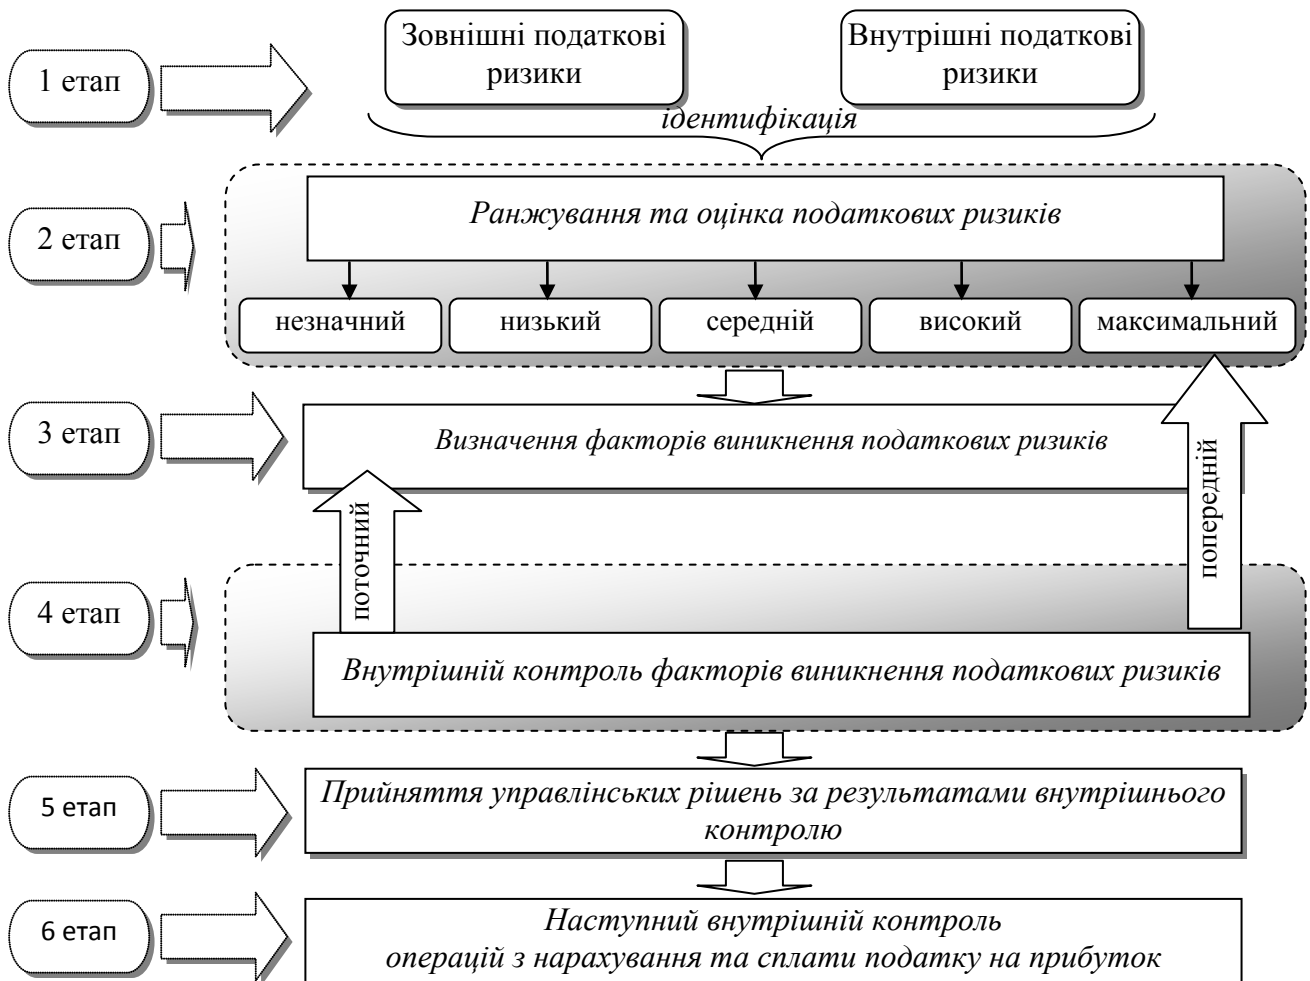 1 етап
Зовнішні податкові
ризики
Внутрішні податкові
ризики
ідентифікація
2 етап
Ранжування та оцінка податкових ризиків
незначний
низький
середній
високий
максимальний
3 етап
Визначення факторів виникнення податкових ризиків
поточний
попередній
4 етап
Внутрішній контроль факторів виникнення податкових ризиків
5 етап
Прийняття управлінських рішень за результатами внутрішнього
контролю
6 етап
Наступний внутрішній контроль
операцій з нарахування та сплати податку на прибуток